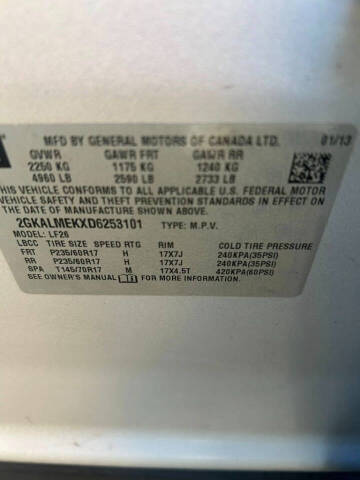 MFD BY GENERAL MOTORS OF CANADA LTD. 01/13
GVWR GAWR FRT GAWR RR
2250 KG 1175 KG 1240 KG
4960 LB 2590 LB 2733 LB
THIS VEHICLE CONFORMS TO ALL APPLICABLE U.S. FEDERAL MOTOR
VEHICLE SAFETY AND THEFT PREVENTION STANDARDS IN EFFECT ON THE
DATE OF MANUFACTURE SHOWN ABOVE.
2GKALMEKXD6253101 TYPE: M.P.V.
MODEL: LF26
LBCC TIRE SIZE SPEED RTG RIM COLD TIRE PRESSURE
FRT P235/60R17 H 17X7J 240KPA(35PSI)
RR P235/60R17 H 17X7J 240KPA(35PSI)
SPA T145/70R17 M 17X4.5T 420KPA(60PSI)
SEE OWNER'S MANUAL FOR MORE INFORMATION.